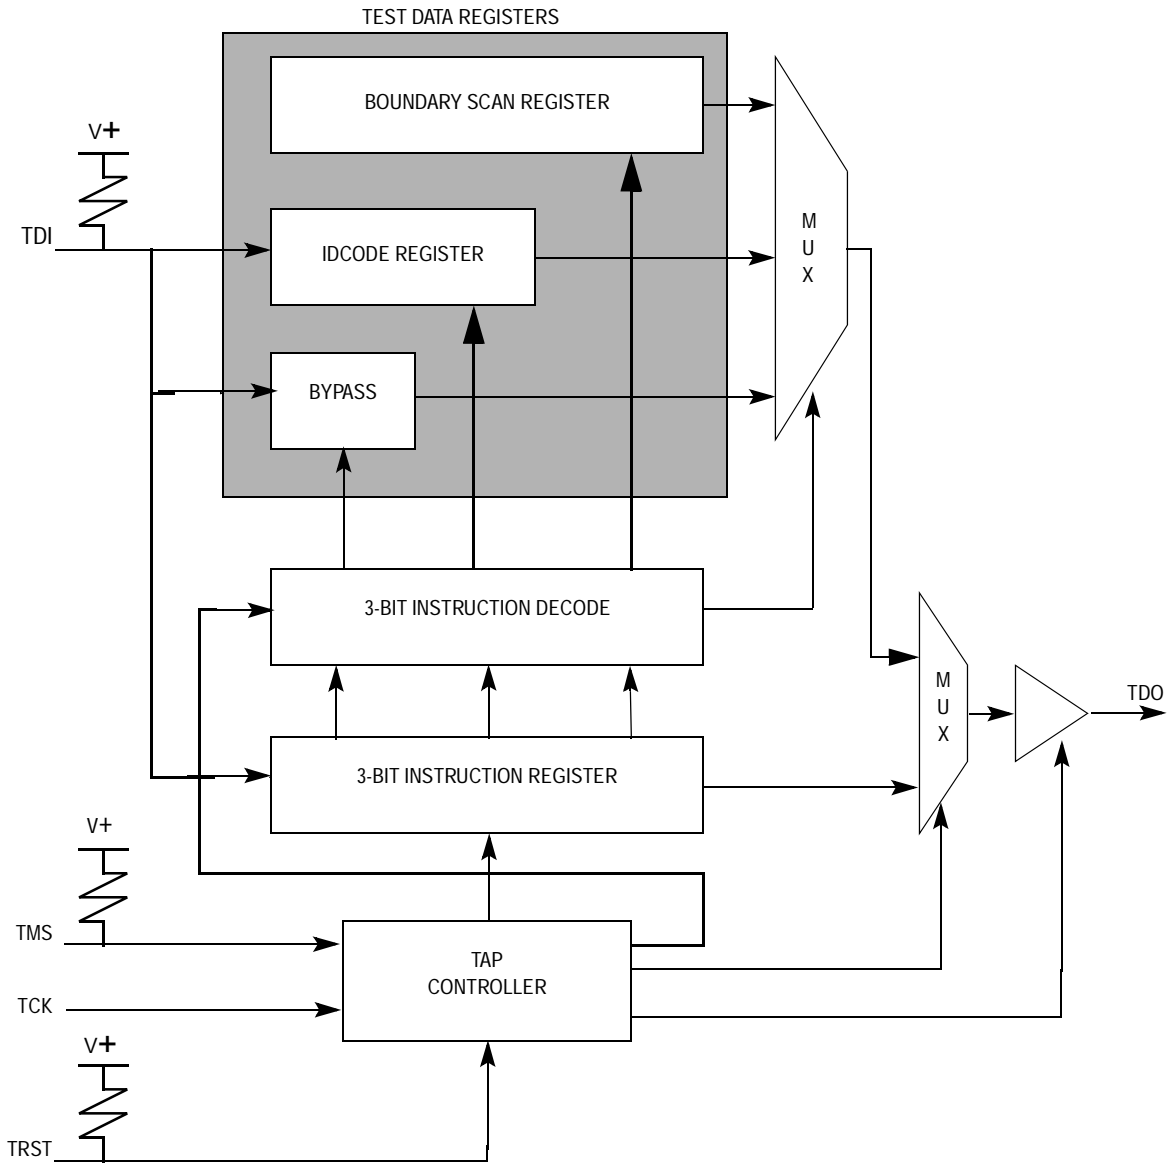 TEST DATA REGISTERS
BOUNDARY SCAN REGISTER
V+
M
U
X
TDI
IDCODE REGISTER
BYPASS
3-BIT INSTRUCTION DECODE
M
U
X
TDO
3-BIT INSTRUCTION REGISTER
V+
TMS
TAP
CONTROLLER
TCK
V+
TRST